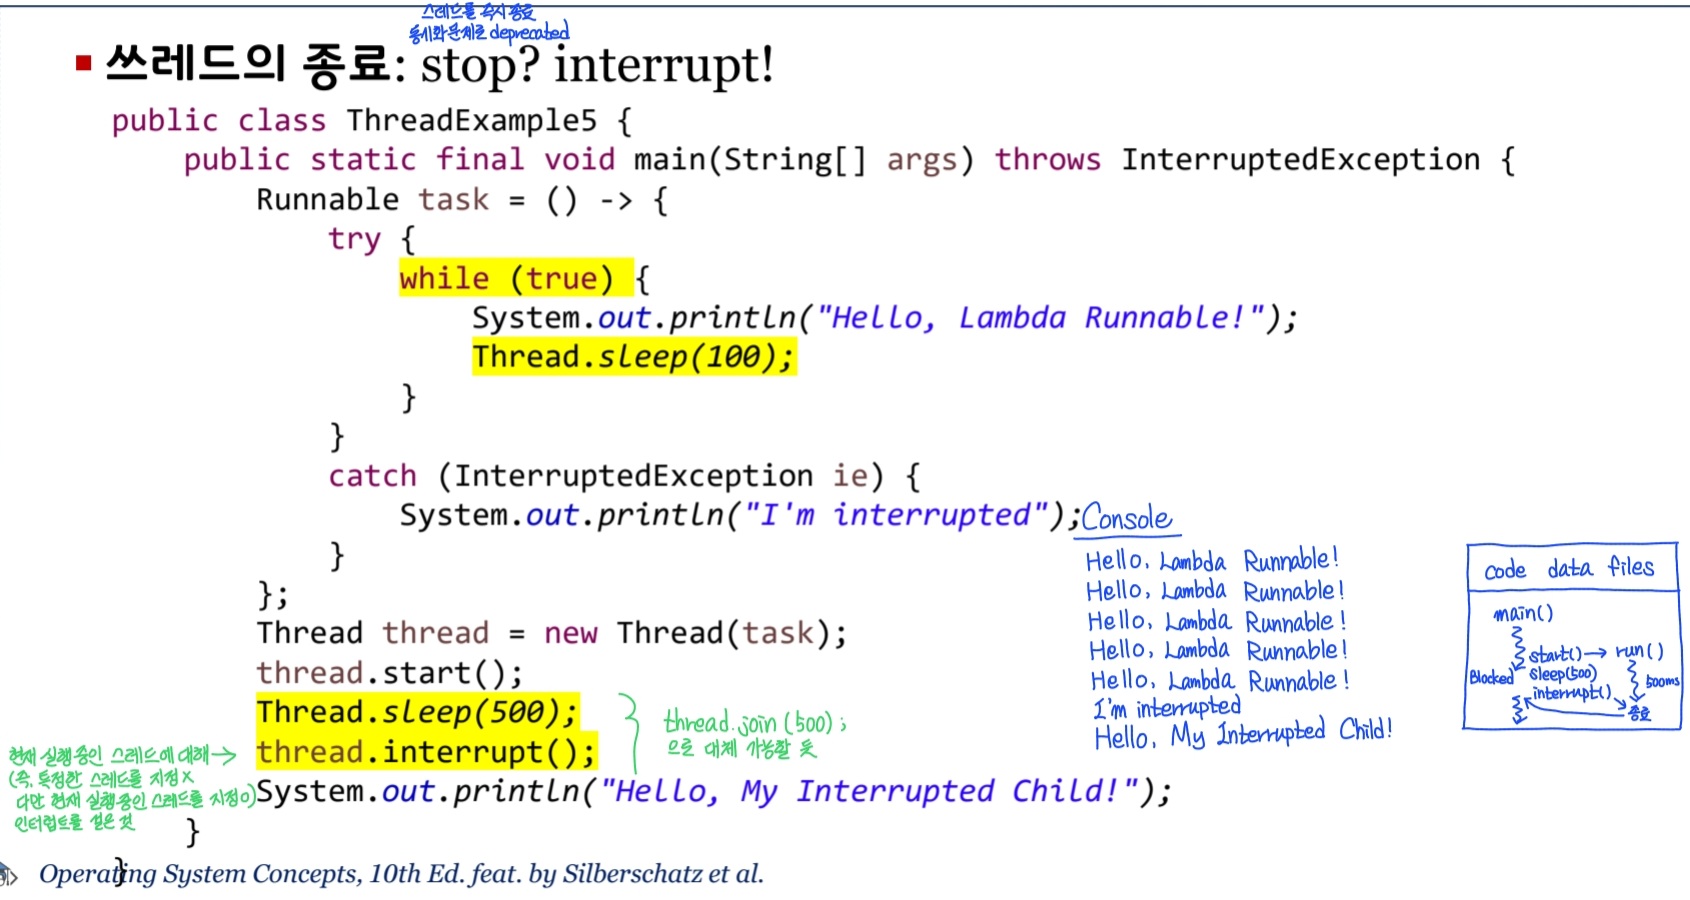 스레드를 즉시 종료
동기화 문제로 deprecated
▪ 쓰레드의 종료: stop? interrupt!
public class ThreadExample5 {
public static final void main(String[] args) throws InterruptedException {
Runnable task = () -> {
try {
while (true) {
System.out.println("Hello, Lambda Runnable!");
Thread.sleep(100);
}
}
catch (InterruptedException ie) {
System.out.println("I'm interrupted");
}
};
Thread thread = new Thread(task);
thread.start();
Thread.sleep(500);
thread.interrupt();
System.out.println("Hello, My Interrupted Child!");
}
}
thread.join(500);
으로 대체 가능할 듯
현재 실행중인 스레드에 대해→
(즉, 특정한 스레드를 지정 X
다만 현재 실행중인 스레드를 지정 O)
인터럽트를 걸은 것
Console
Hello, Lambda Runnable!
Hello, Lambda Runnable!
Hello, Lambda Runnable!
Hello, Lambda Runnable!
Hello, Lambda Runnable!
I'm interrupted
Hello, My Interrupted Child!
code data files
main()
start()→ run()
Blocked sleep(500) 500ms
interrupt()
종료
Operating System Concepts, 10th Ed. feat. by Silberschatz et al.